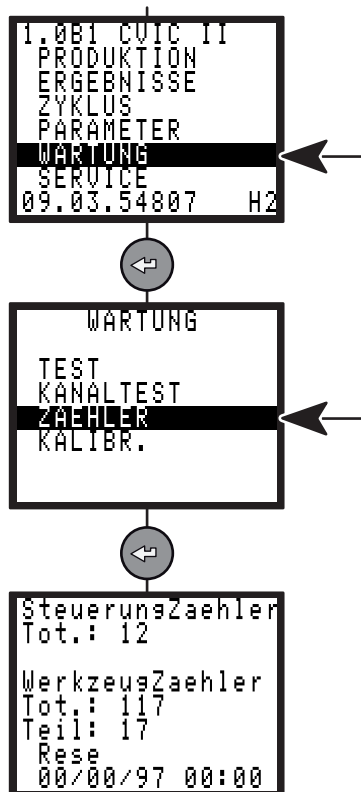 1.0B1 CVIC II
PRODUKTION
ERGEBNISSE
ZYKLUS
PARAMETER
WARTUNG
SERVICE
09.03.54807 H2
WARTUNG
TEST
KANALTEST
ZAEHLER
KALIBR.
SteuerungZaehler
Tot.: 12
WerkzeugZaehler
Tot.: 117
Teil: 17
Rese
00/00/97 00:00